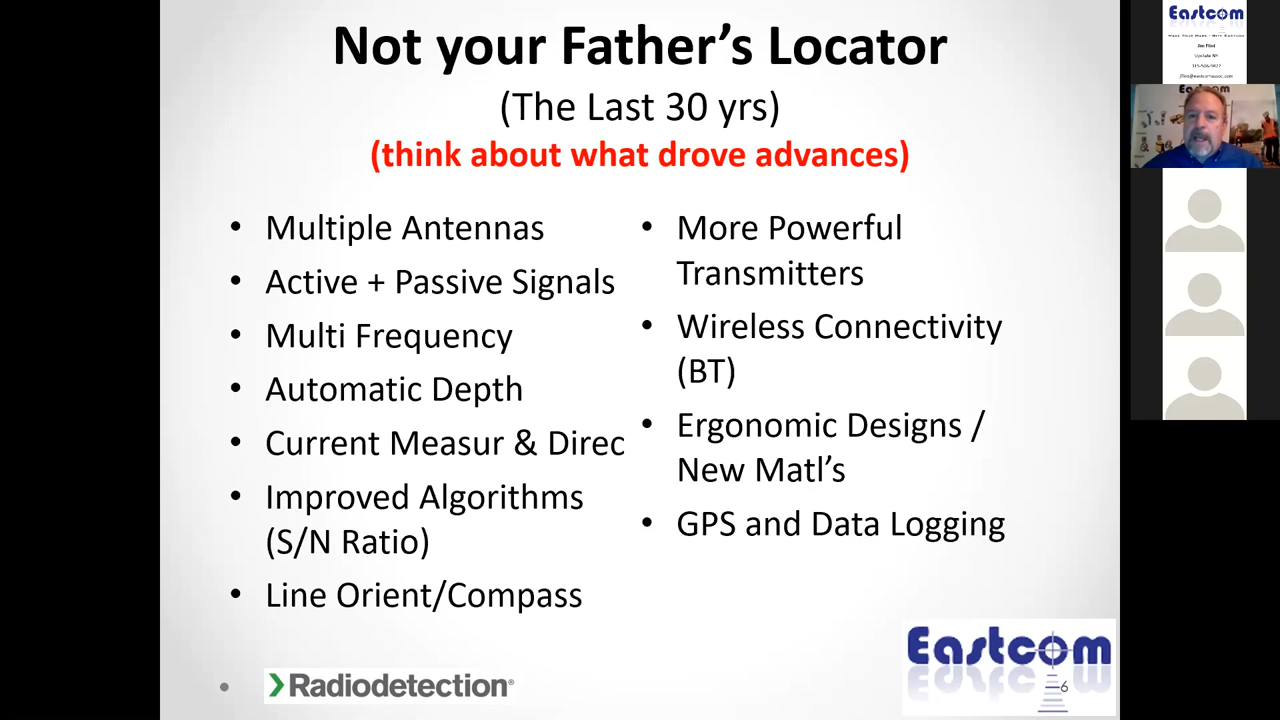 Not your Father's Locator
(The Last 30 yrs)
(think about what drove advances)
• Multiple Antennas
• Active + Passive Signals
• Multi Frequency
• Automatic Depth
• Current Measur & Direc
• Improved Algorithms
(S/N Ratio)
• Line Orient/Compass
• More Powerful
Transmitters
• Wireless Connectivity
(BT)
• Ergonomic Designs /
New Matl's
• GPS and Data Logging
• Radiodetection®
Eastcom
6
Eastcom
Upstate NY